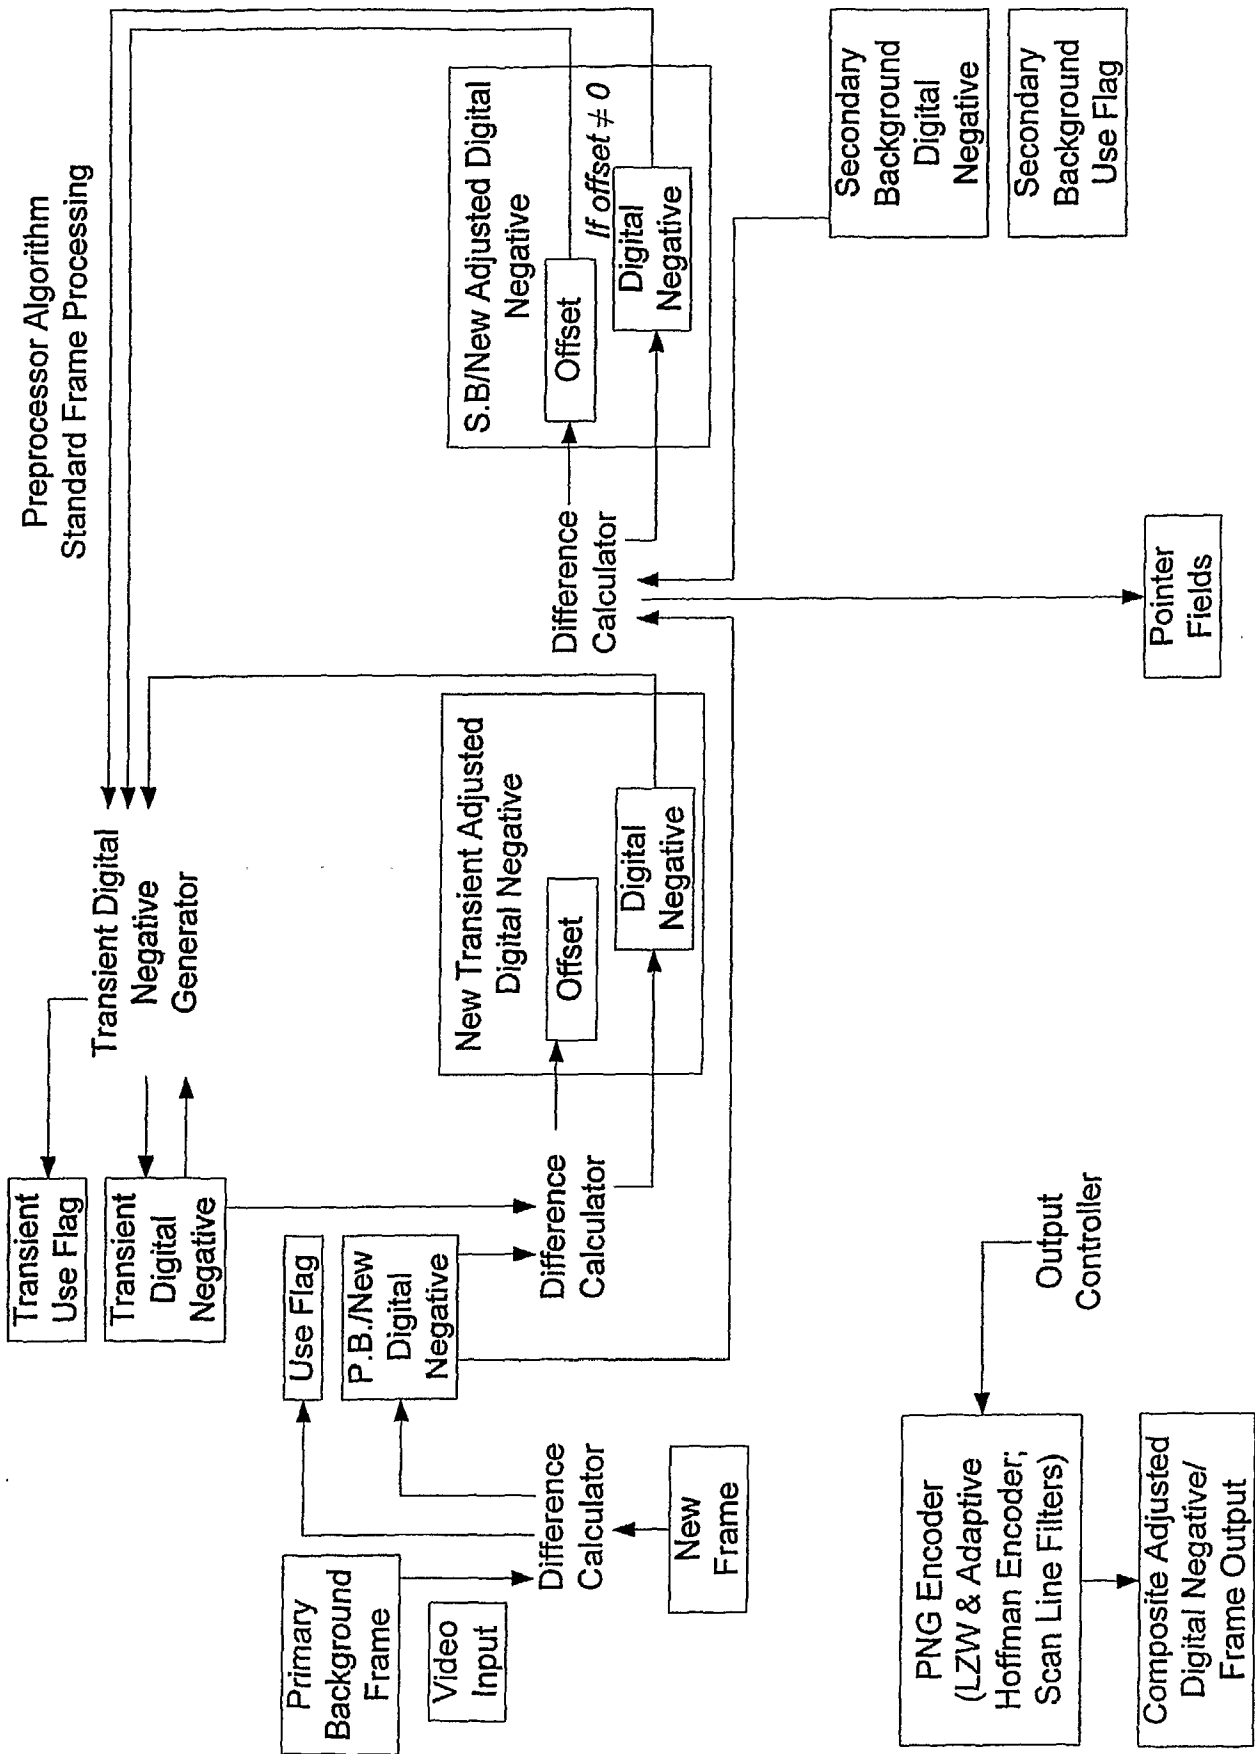 Preprocessor Algorithm
Standard Frame Processing
Transient
Use Flag
Transient
Digital
Negative
Transient Digital
Negative
Generator
Primary
Background
Frame
Video
Input
Use Flag
P.B./New
Digital
Negative
Difference
Calculator
New
Frame
Difference
Calculator
New Transient Adjusted
Digital Negative
Offset
Digital
Negative
Difference
Calculator
S.B/New Adjusted Digital
Negative
Offset
If offset ≠ 0
Digital
Negative
Secondary
Background
Digital
Negative
Secondary
Background
Use Flag
Pointer
Fields
Output
Controller
PNG Encoder
(LZW & Adaptive
Hoffman Encoder;
Scan Line Filters)
Composite Adjusted
Digital Negative/
Frame Output